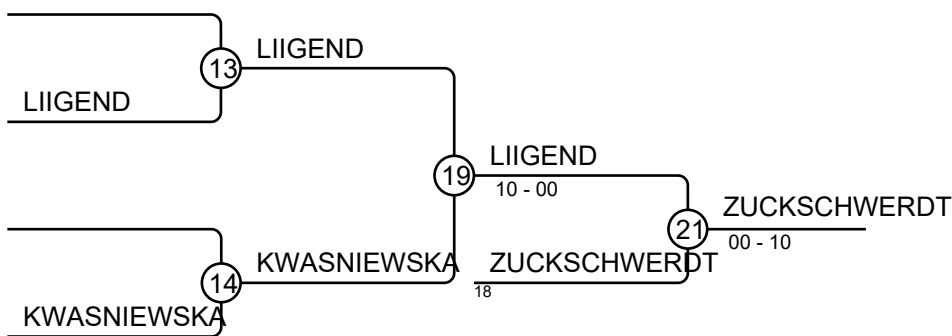 LIIGEND
13
LIIGEND
LIIGEND
10 - 00
19
ZUCKSCHWERDT
00 - 10
21
KWASNIEWSKA
ZUCKSCHWERDT
18
14
KWASNIEWSKA